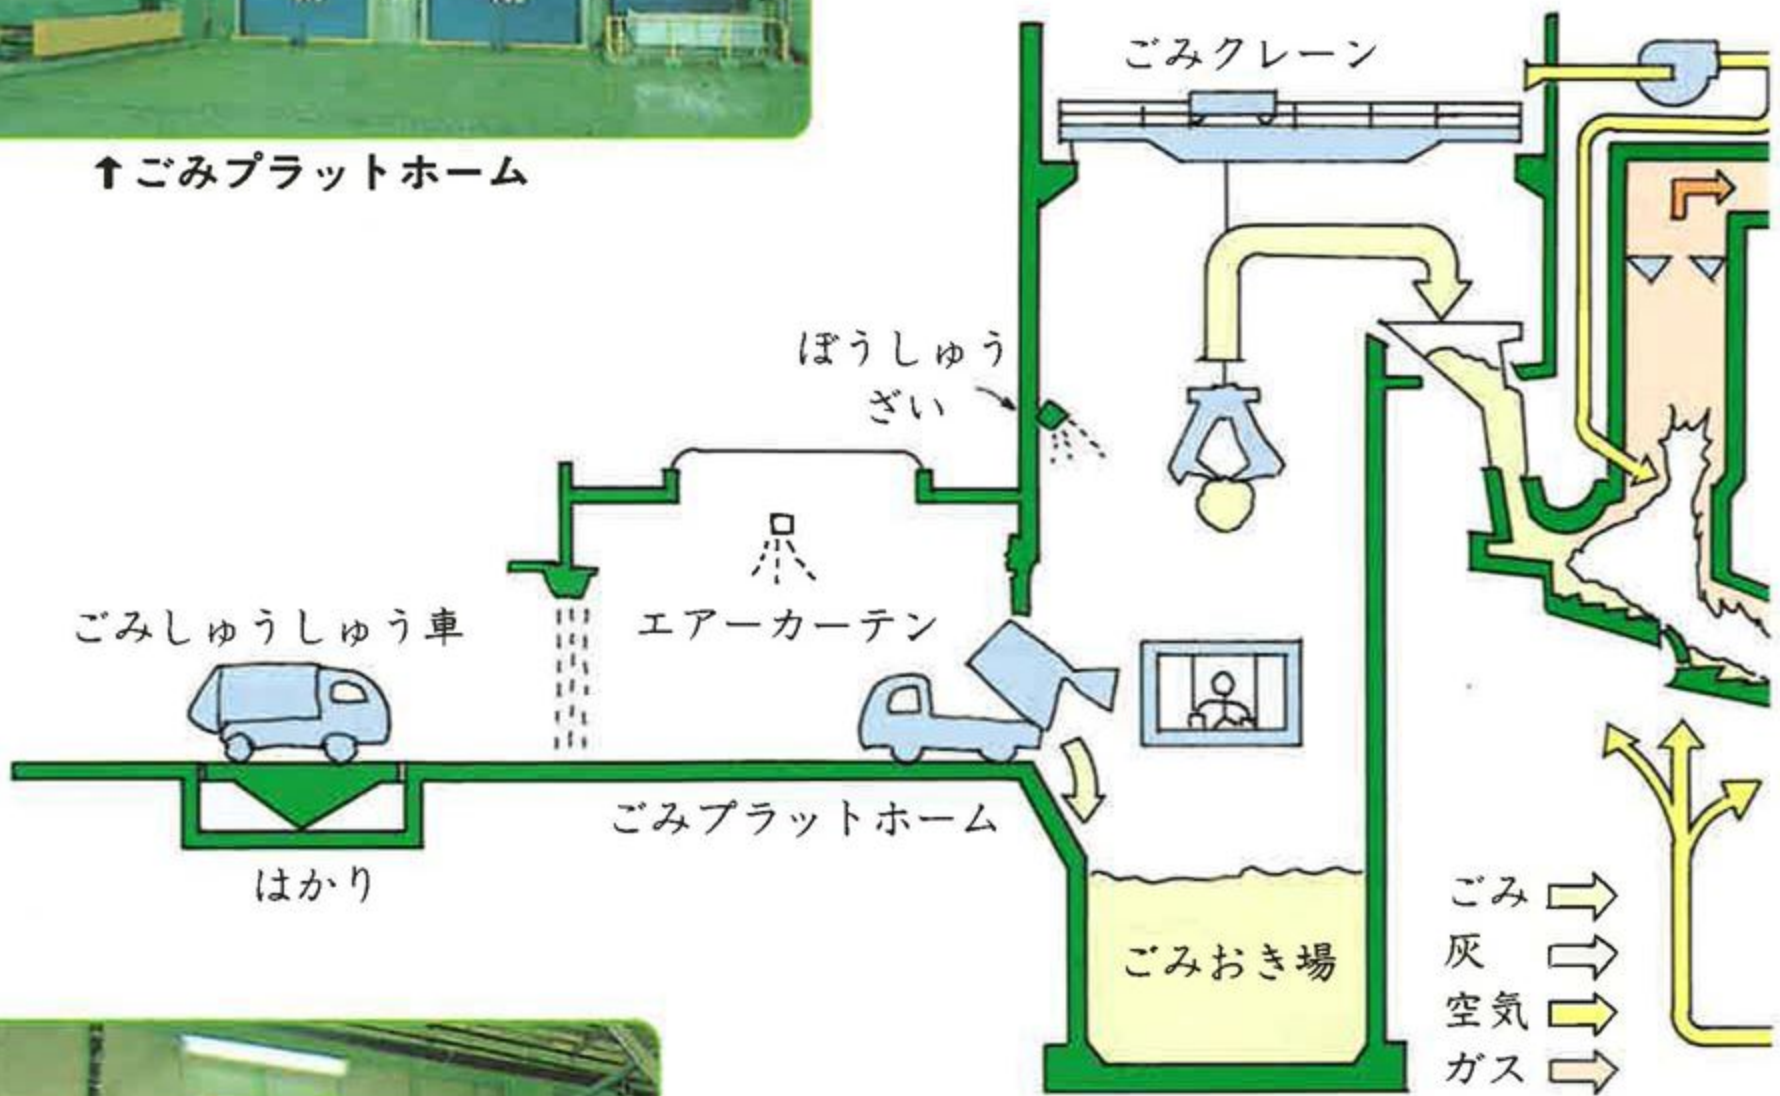 ↑ごみプラットホーム
ごみクレーン
ぼうしゅう
ざい
ごみしゅうしゅう車
エアーカーテン
ごみプラットホーム
はかり
ごみおき場
ごみ
灰
空気
ガス